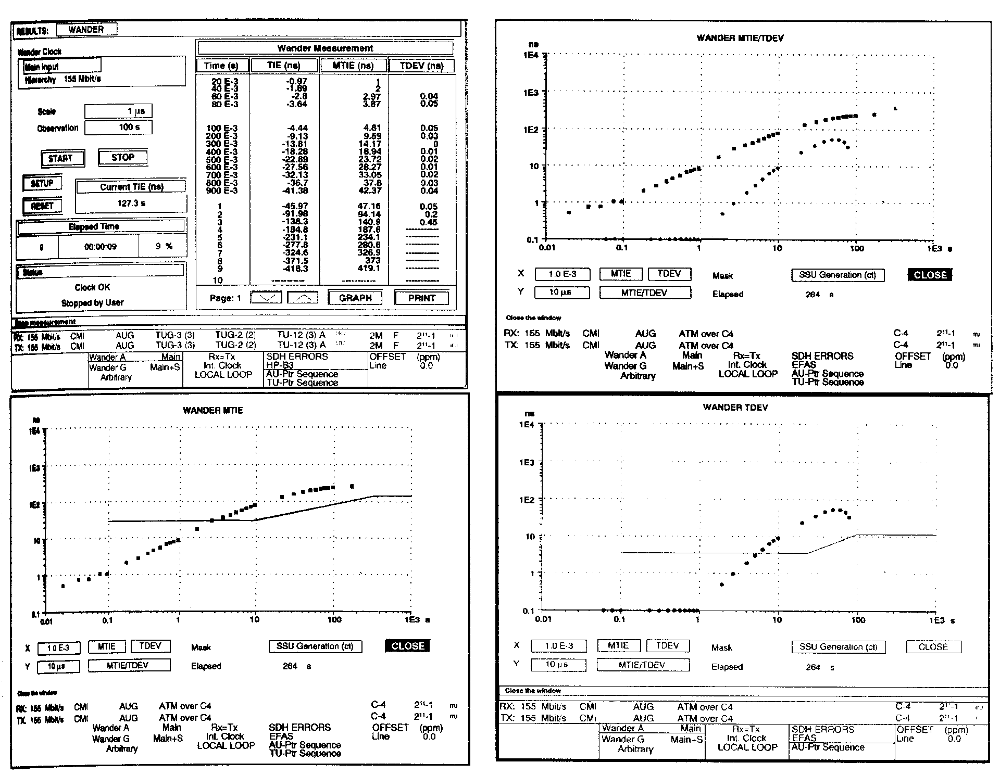 RESULTS: WANDER
Wander Clock
Main input
Hierarchy 155 Mbit/s
Scale 1 µs
Observation 100 s
START STOP
SETUP
RESET
Current TIE (ns)
127.3 s
Elapsed Time
00:00:09 9 %
Status
Clock OK
Stopped by User
Wander Measurement
Time (s) TIE (ns) MTIE (ns) TDEV (ns)
20 E-3 -0.97 1
40 E-3 -1.89 2
60 E-3 -2.8 2.97 0.04
80 E-3 -3.64 3.87 0.05
100 E-3 -4.44 4.81 0.05
200 E-3 -9.13 9.59 0.03
300 E-3 -13.81 14.17 0
400 E-3 -18.28 18.94 0.01
500 E-3 -22.89 23.72 0.02
600 E-3 -27.56 28.27 0.01
700 E-3 -32.13 33.05 0.02
800 E-3 -36.7 37.8 0.03
900 E-3 -41.38 42.37 0.04
1 -45.97 47.16 0.05
2 -91.98 94.14 0.2
3 -138.3 140.9 0.45
4 -184.8 187.6 ----------
5 -231.1 234.1 ----------
6 -277.8 280.6 ----------
7 -324.6 326.9 ----------
8 -371.5 373 ----------
9 -418.3 419.1 ----------
10 ---------- ---------- ----------
Page: 1 GRAPH PRINT
measurement
RX: 155 Mbit/s CMI AUG TUG-3 (3) TUG-2 (2) TU-12 (3) A 2M F 2¹¹-1
TX: 155 Mbit/s CMI AUG TUG-3 (3) TUG-2 (2) TU-12 (3) A 2M F 2¹¹-1
Wander A Main Rx=Tx SDH ERRORS OFFSET (ppm)
Wander G Main+S Int. Clock HP-B3 Line 0.0
Arbitrary LOCAL LOOP AU-Ptr Sequence
TU-Ptr Sequence
WANDER MTIE/TDEV
ns
1E4
1E3
1E2
10
1
0.1
0.01 0.1 1 10 100 1E3 s
X 1.0 E-3 MTIE TDEV Mask SSU Generation (ct) CLOSE
Y 10 µs MTIE/TDEV Elapsed 264 s
Close the window
RX: 155 Mbit/s CMI AUG ATM over C4 C-4 2¹¹-1 ITU
TX: 155 Mbit/s CMI AUG ATM over C4 C-4 2¹¹-1 ITU
Wander A Main Rx=Tx SDH ERRORS OFFSET (ppm)
Wander G Main+S Int. Clock EFAS Line 0.0
Arbitrary LOCAL LOOP AU-Ptr Sequence
TU-Ptr Sequence
WANDER MTIE
ns
1E4
1E3
1E2
10
1
0.1
0.01 0.1 1 10 100 1E3 s
X 1.0 E-3 MTIE TDEV Mask SSU Generation (ct) CLOSE
Y 10 µs MTIE/TDEV Elapsed 264 s
Close the window
RX: 155 Mbit/s CMI AUG ATM over C4 C-4 2¹¹-1 ITU
TX: 155 Mbit/s CMI AUG ATM over C4 C-4 2¹¹-1 ITU
Wander A Main Rx=Tx SDH ERRORS OFFSET (ppm)
Wander G Main+S Int. Clock EFAS Line 0.0
Arbitrary LOCAL LOOP AU-Ptr Sequence
TU-Ptr Sequence
WANDER TDEV
ns
1E4
1E3
1E2
10
1
0.1
0.01 0.1 1 10 100 1E3 s
X 1.0 E-3 MTIE TDEV Mask SSU Generation (ct) CLOSE
Y 10 µs MTIE/TDEV Elapsed 264 s
Close the window
RX: 155 Mbit/s CMI AUG ATM over C4 C-4 2¹¹-1
TX: 155 Mbit/s CMI AUG ATM over C4 C-4 2¹¹-1
Wander A Main Rx=Tx SDH ERRORS OFFSET (ppm)
Wander G Main+S Int. Clock EFAS Line 0.0
Arbitrary LOCAL LOOP AU-Ptr Sequence